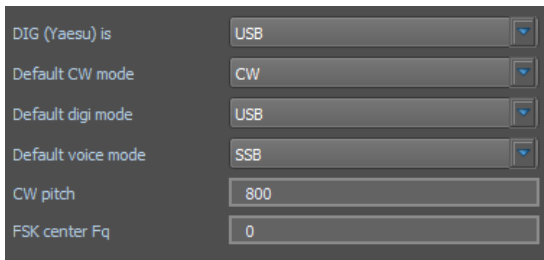 DIG (Yaesu) is USB
Default CW mode CW
Default digi mode USB
Default voice mode SSB
CW pitch 800
FSK center Fq 0